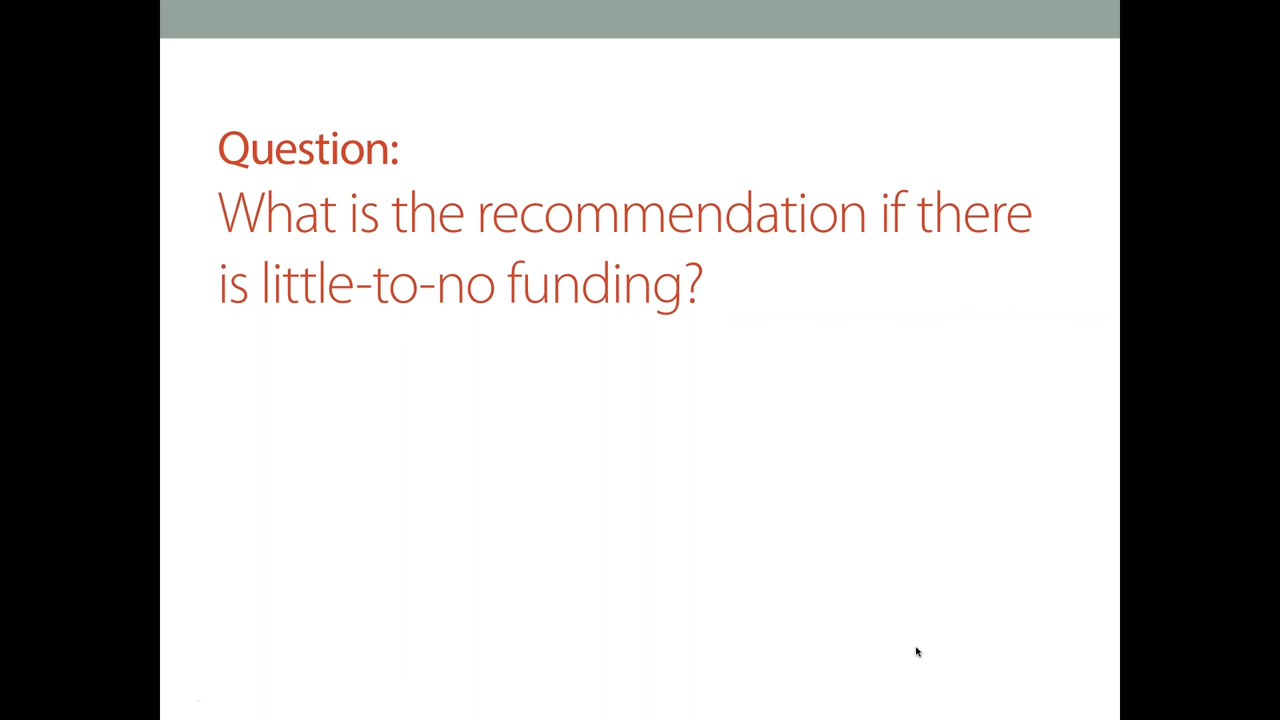 Question:
What is the recommendation if there
is little-to-no funding?